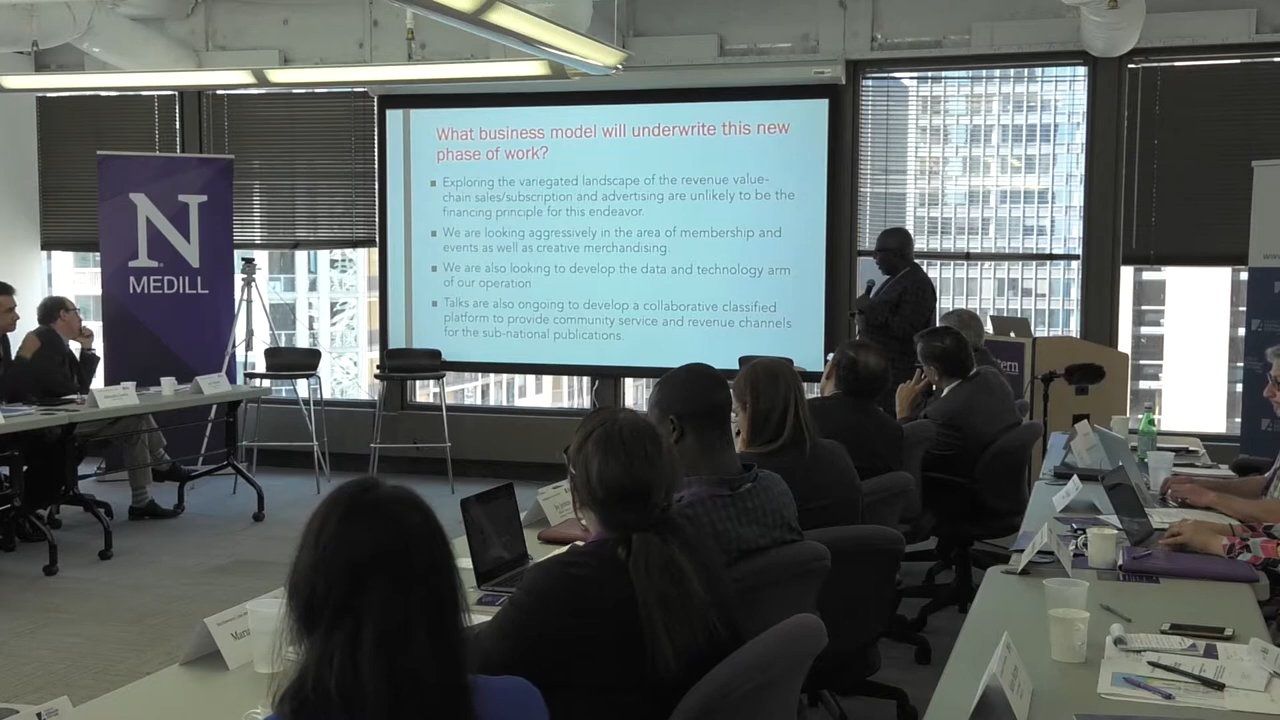 What business model will underwrite this new
phase of work?
Exploring the variegated landscape of the revenue value-
chain sales/subscription and advertising are unlikely to be the
financing principle for this endeavor.
We are looking aggressively in the area of membership and
events as well as creative merchandising.
We are also looking to develop the data and technology arm
of our operation
Talks are also ongoing to develop a collaborative classified
platform to provide community service and revenue channels
for the sub-national publications.
N
MEDILL